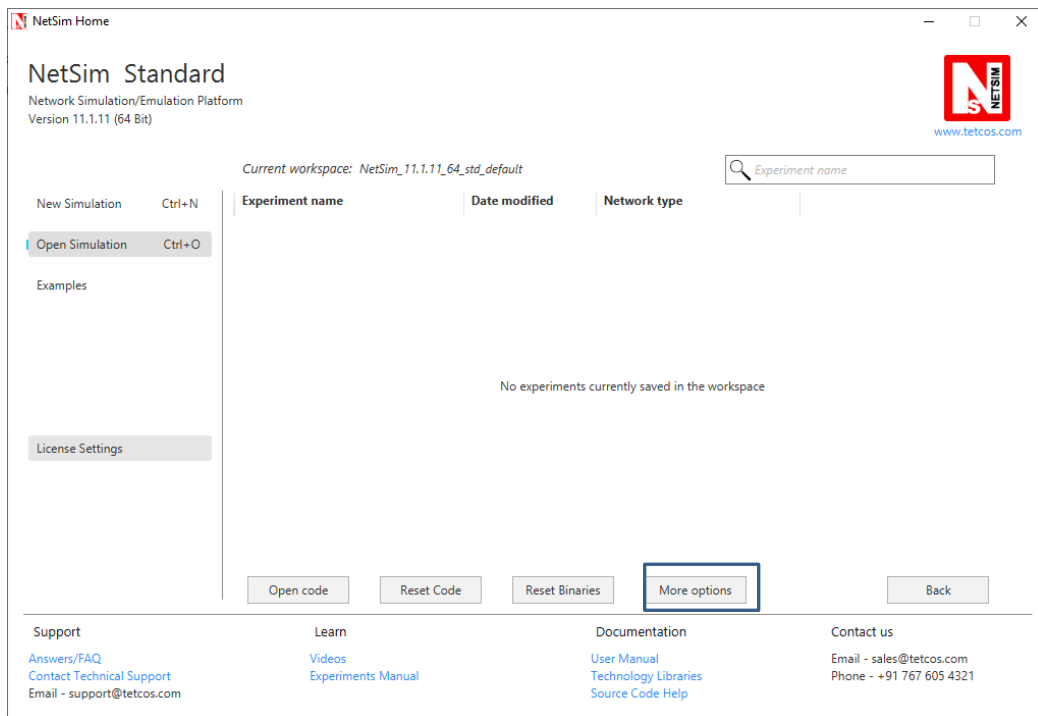 NetSim Home
NetSim Standard
Network Simulation/Emulation Platform
Version 11.1.11 (64 Bit)
NS
NETSIM
www.tetcos.com
Current workspace: NetSim_11.1.11_64_std_default
Experiment name
New Simulation Ctrl+N
Open Simulation Ctrl+O
Examples
License Settings
Experiment name Date modified Network type
No experiments currently saved in the workspace
Open code Reset Code Reset Binaries More options Back
Support
Answers/FAQ
Contact Technical Support
Email - support@tetcos.com
Learn
Videos
Experiments Manual
Documentation
User Manual
Technology Libraries
Source Code Help
Contact us
Email - sales@tetcos.com
Phone - +91 767 605 4321